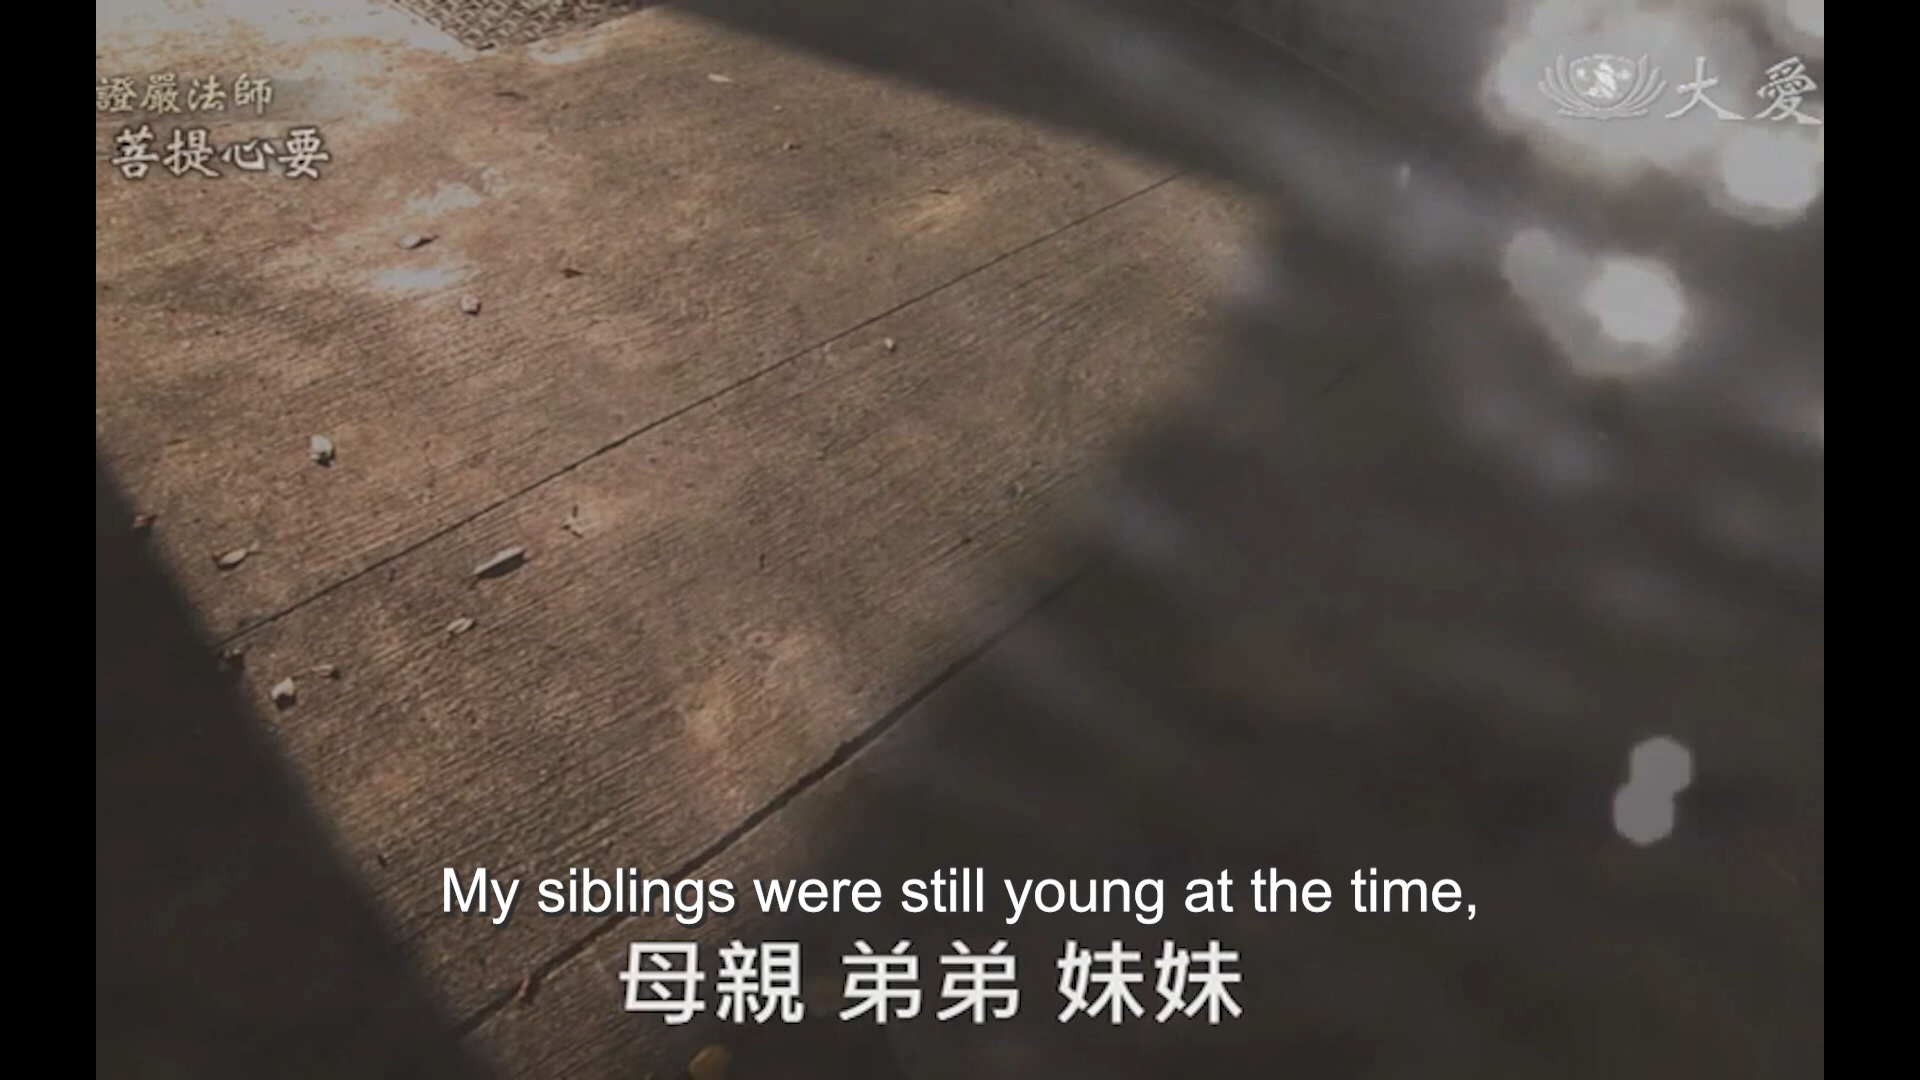 證嚴法師
菩提心要
大愛
My siblings were still young at the time,
母親 弟弟 妹妹